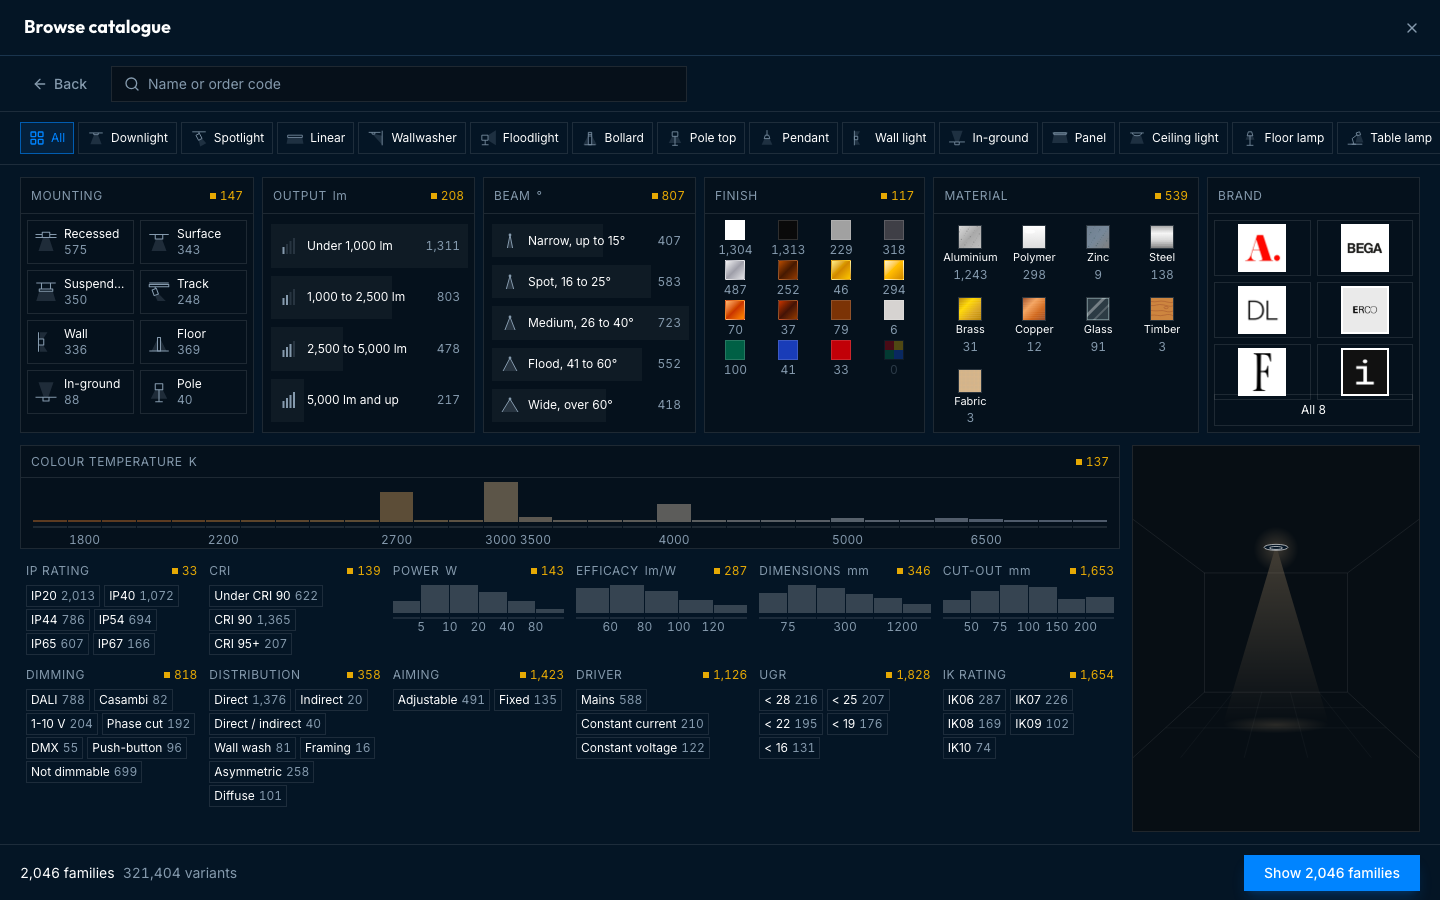 Browse catalogue
Back
Name or order code
All
Downlight
Spotlight
Linear
Wallwasher
Floodlight
Bollard
Pole top
Pendant
Wall light
In-ground
Panel
Ceiling light
Floor lamp
Table lamp
MOUNTING 147
Recessed 575
Surface 343
Suspend... 350
Track 248
Wall 336
Floor 369
In-ground 88
Pole 40
OUTPUT lm 208
Under 1,000 lm 1,311
1,000 to 2,500 lm 803
2,500 to 5,000 lm 478
5,000 lm and up 217
BEAM ° 807
Narrow, up to 15° 407
Spot, 16 to 25° 583
Medium, 26 to 40° 723
Flood, 41 to 60° 552
Wide, over 60° 418
FINISH 117
1,304 1,313 229 318
487 252 46 294
70 37 79 6
100 41 33 0
MATERIAL 539
Aluminium 1,243
Polymer 298
Zinc 9
Steel 138
Brass 31
Copper 12
Glass 91
Timber 3
Fabric 3
BRAND
A.
BEGA
DL
ERCO
F
i
All 8
COLOUR TEMPERATURE K 137
1800 2200 2700 3000 3500 4000 5000 6500
IP RATING 33
IP20 2,013 IP40 1,072
IP44 786 IP54 694
IP65 607 IP67 166
CRI 139
Under CRI 90 622
CRI 90 1,365
CRI 95+ 207
POWER W 143
5 10 20 40 80
EFFICACY lm/W 287
60 80 100 120
DIMENSIONS mm 346
75 300 1200
CUT-OUT mm 1,653
50 75 100 150 200
DIMMING 818
DALI 788 Casambi 82
1-10 V 204 Phase cut 192
DMX 55 Push-button 96
Not dimmable 699
DISTRIBUTION 358
Direct 1,376 Indirect 20
Direct / indirect 40
Wall wash 81 Framing 16
Asymmetric 258
Diffuse 101
AIMING 1,423
Adjustable 491 Fixed 135
DRIVER 1,126
Mains 588
Constant current 210
Constant voltage 122
UGR 1,828
< 28 216 < 25 207
< 22 195 < 19 176
< 16 131
IK RATING 1,654
IK06 287 IK07 226
IK08 169 IK09 102
IK10 74
2,046 families 321,404 variants
Show 2,046 families